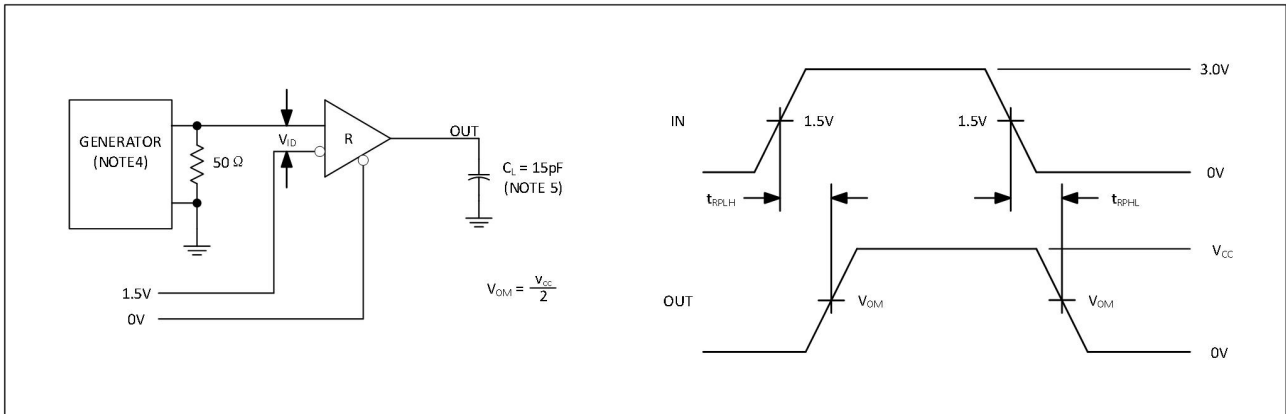 GENERATOR
(NOTE4)
50 Ω
V_ID
R
OUT
C_L = 15pF
(NOTE 5)
1.5V
0V
V_OM = V_CC / 2
3.0V
IN
1.5V
1.5V
0V
t_RPLH
t_RPHL
V_CC
OUT
V_OM
V_OM
0V